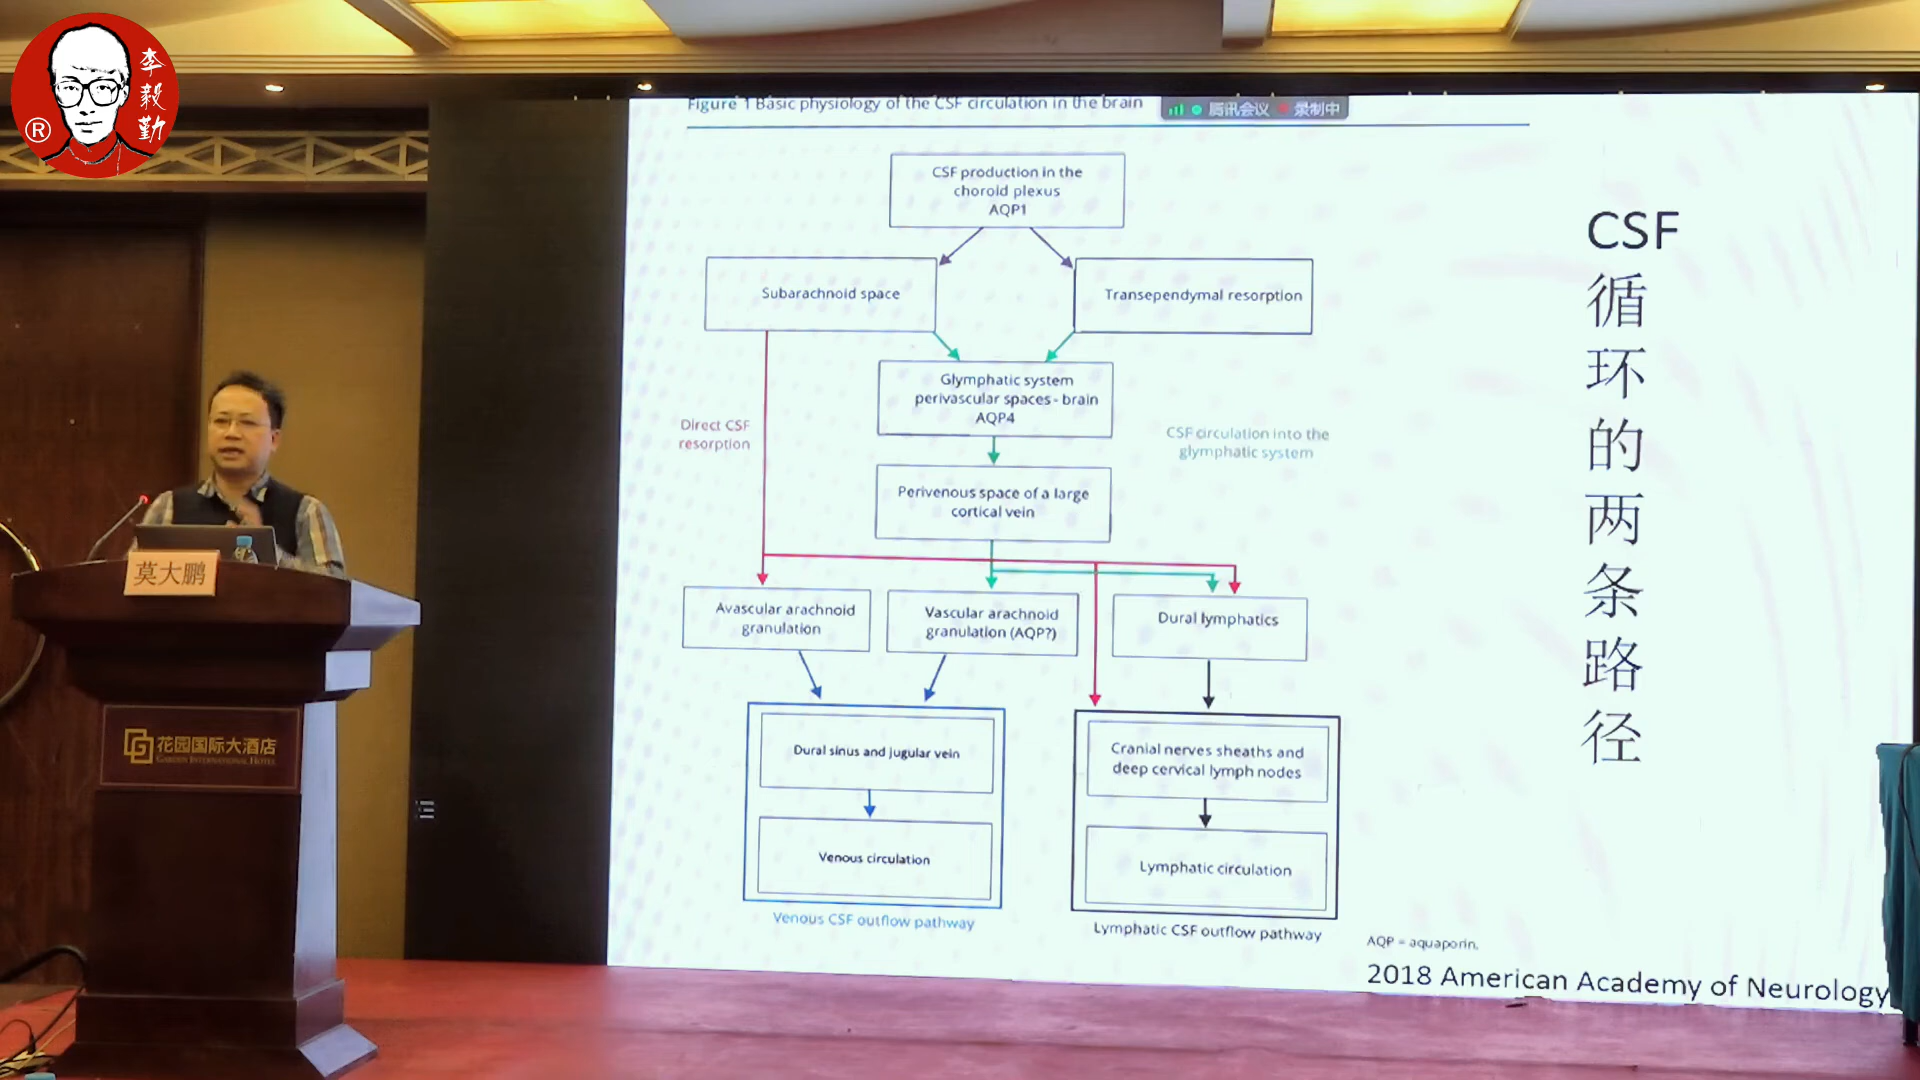 李毅勤
®
Figure 1 Basic physiology of the CSF circulation in the brain
腾讯会议 录制中
CSF production in the
choroid plexus
AQP1
Subarachnoid space
Transependymal resorption
Glymphatic system
perivascular spaces - brain
AQP4
Direct CSF
resorption
CSF circulation into the
glymphatic system
Perivenous space of a large
cortical vein
Avascular arachnoid
granulation
Vascular arachnoid
granulation (AQP?)
Dural lymphatics
Dural sinus and jugular vein
Cranial nerves sheaths and
deep cervical lymph nodes
Venous circulation
Lymphatic circulation
Venous CSF outflow pathway
Lymphatic CSF outflow pathway
AQP = aquaporin.
2018 American Academy of Neurology
CSF
循
环
的
两
条
路
径
莫大鹏
花园国际大酒店
GARDEN INTERNATIONAL HOTEL